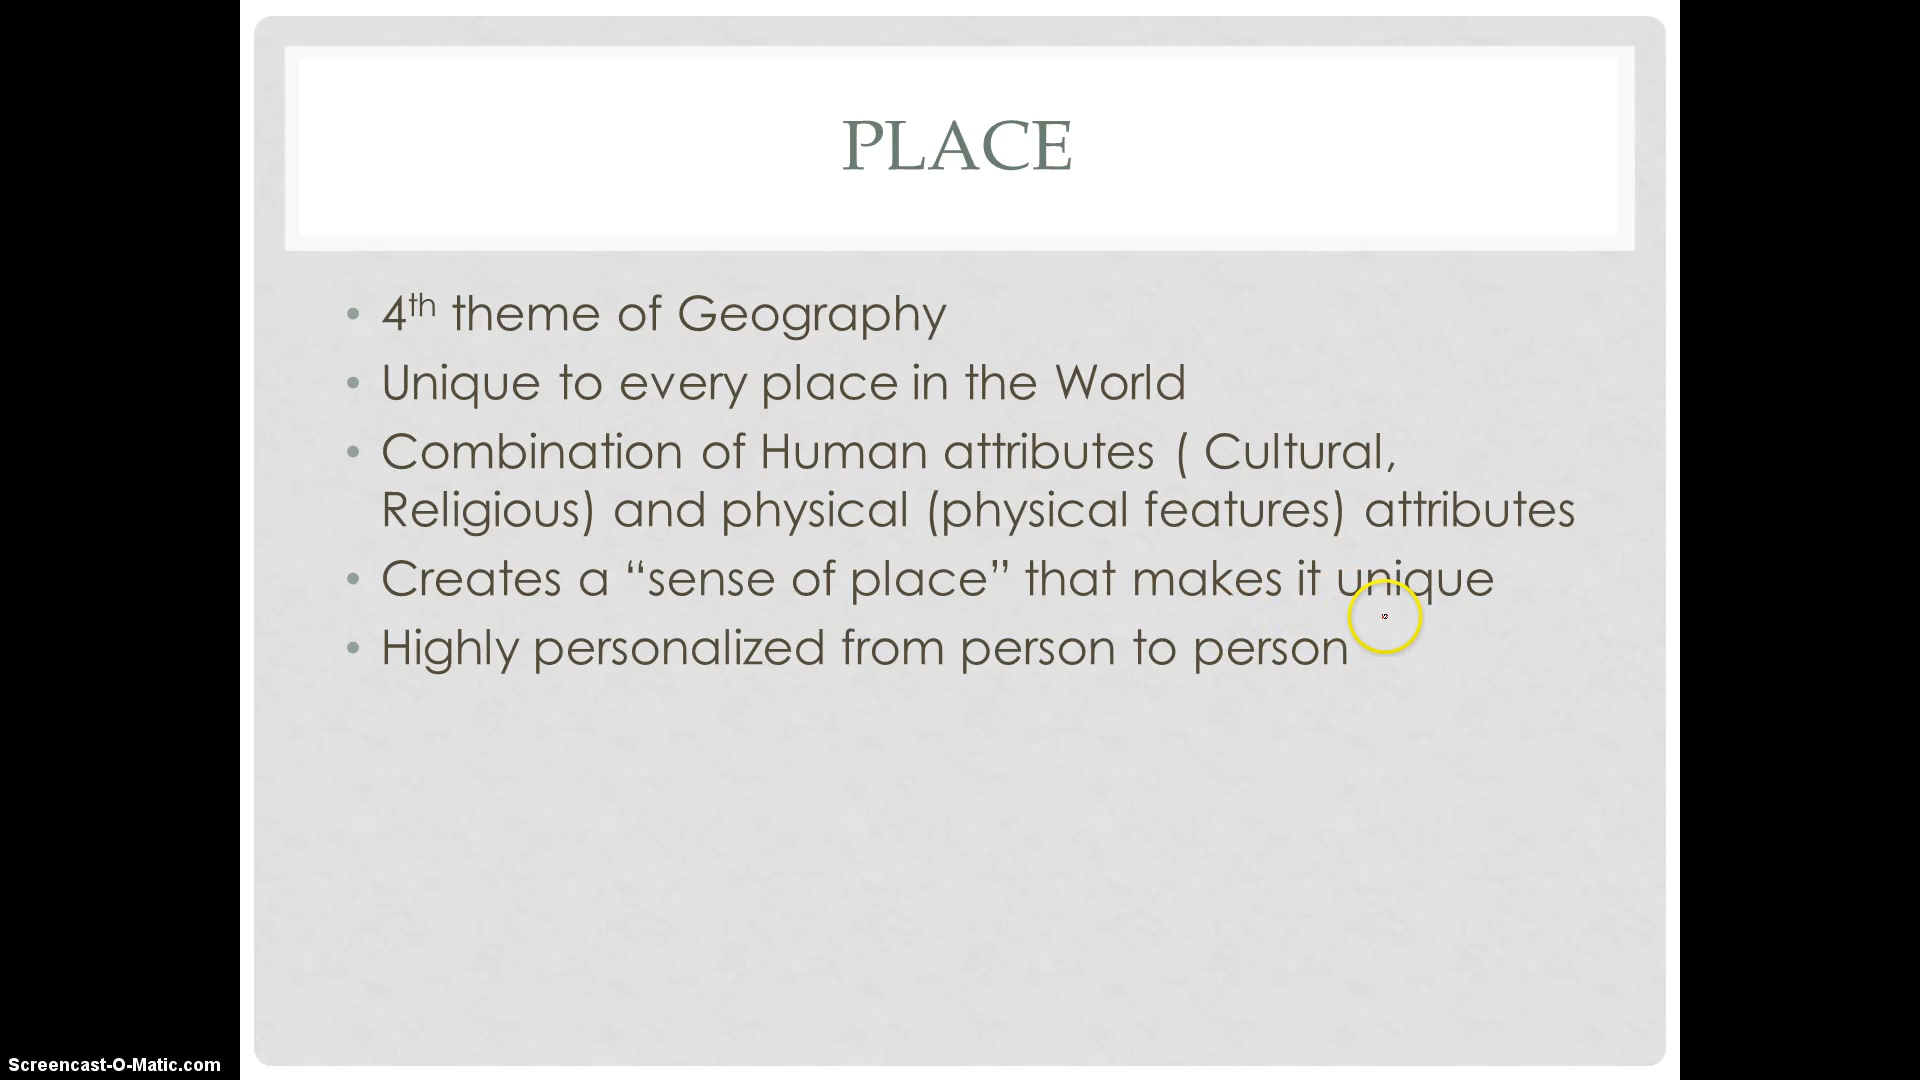 PLACE
• 4th theme of Geography
• Unique to every place in the World
• Combination of Human attributes ( Cultural,
Religious) and physical (physical features) attributes
• Creates a “sense of place” that makes it unique
• Highly personalized from person to person
Screencast-O-Matic.com